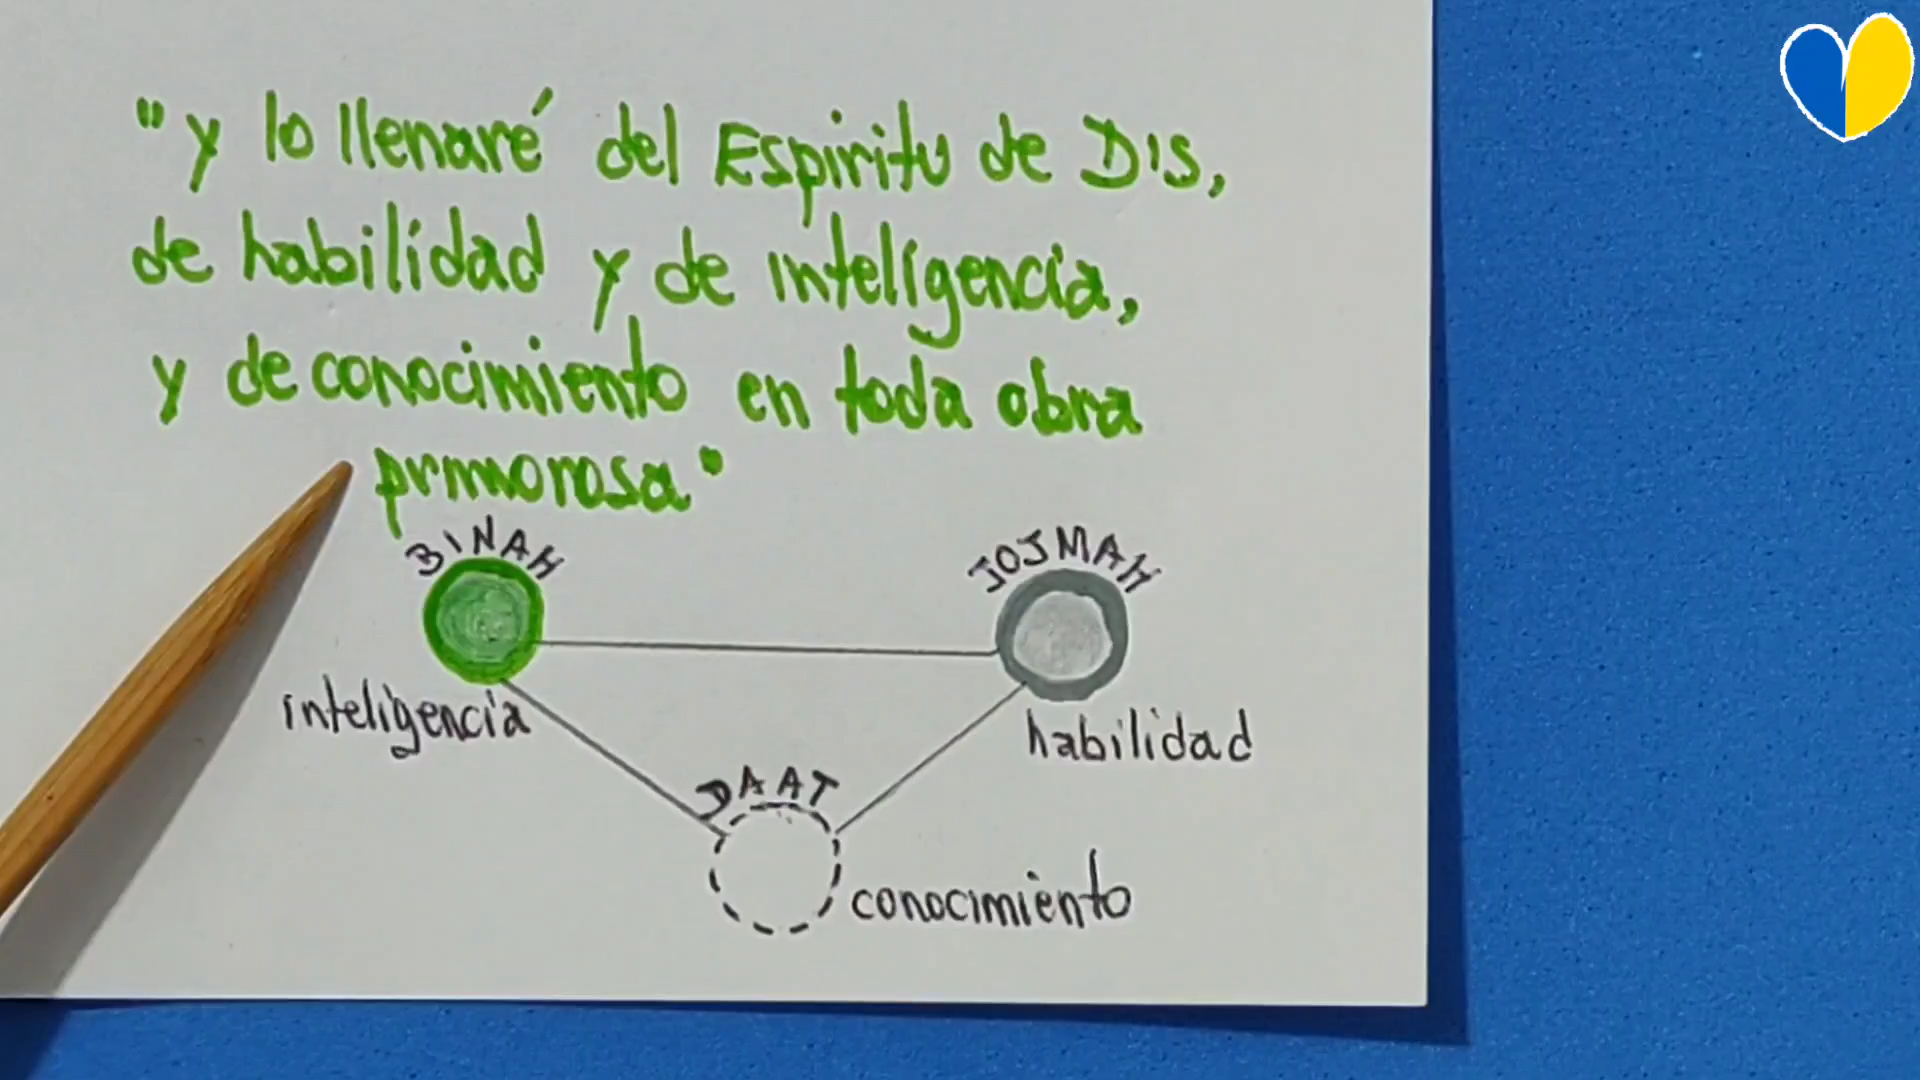 "y lo llenaré del Espiritu de D'S,
de habilidad y de inteligencia,
y de conocimiento en toda obra
primorosa"
BINAH
JOJMAH
inteligencia
habilidad
DAAT
conocimiento